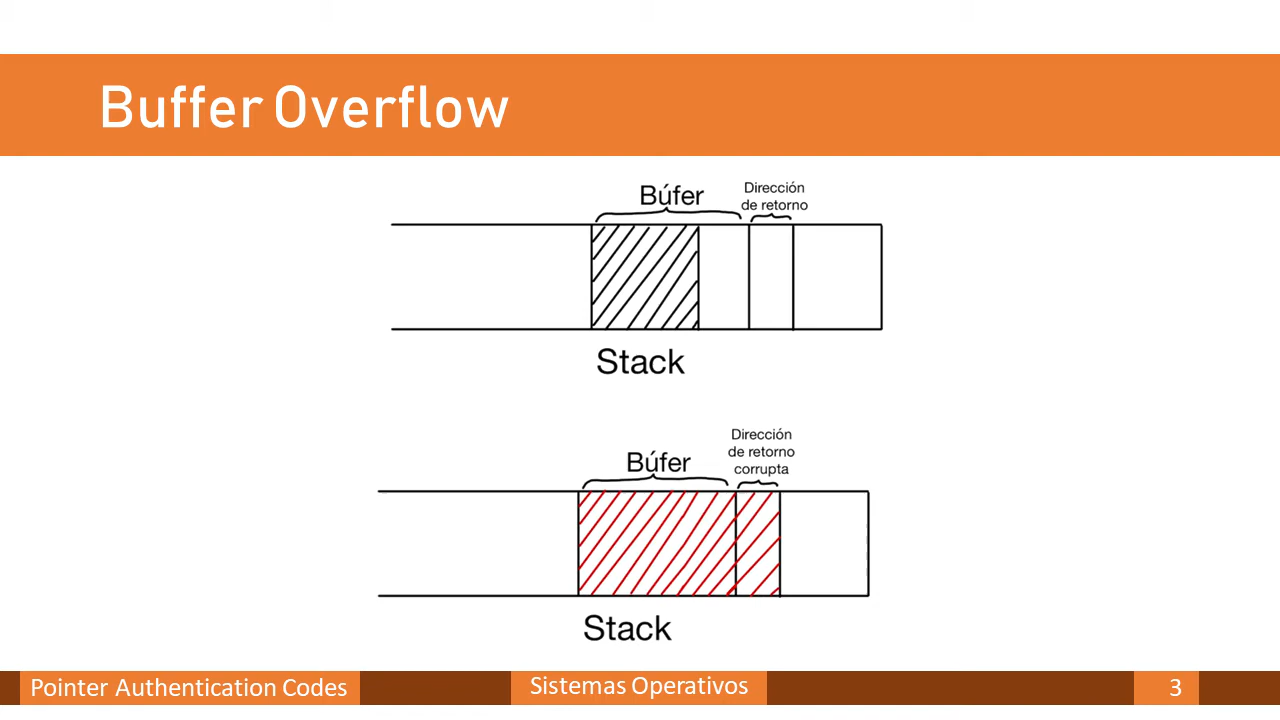 Buffer Overflow
Búfer
Dirección
de retorno
Stack
Búfer
Dirección
de retorno
corrupta
Stack
Pointer Authentication Codes
Sistemas Operativos
3